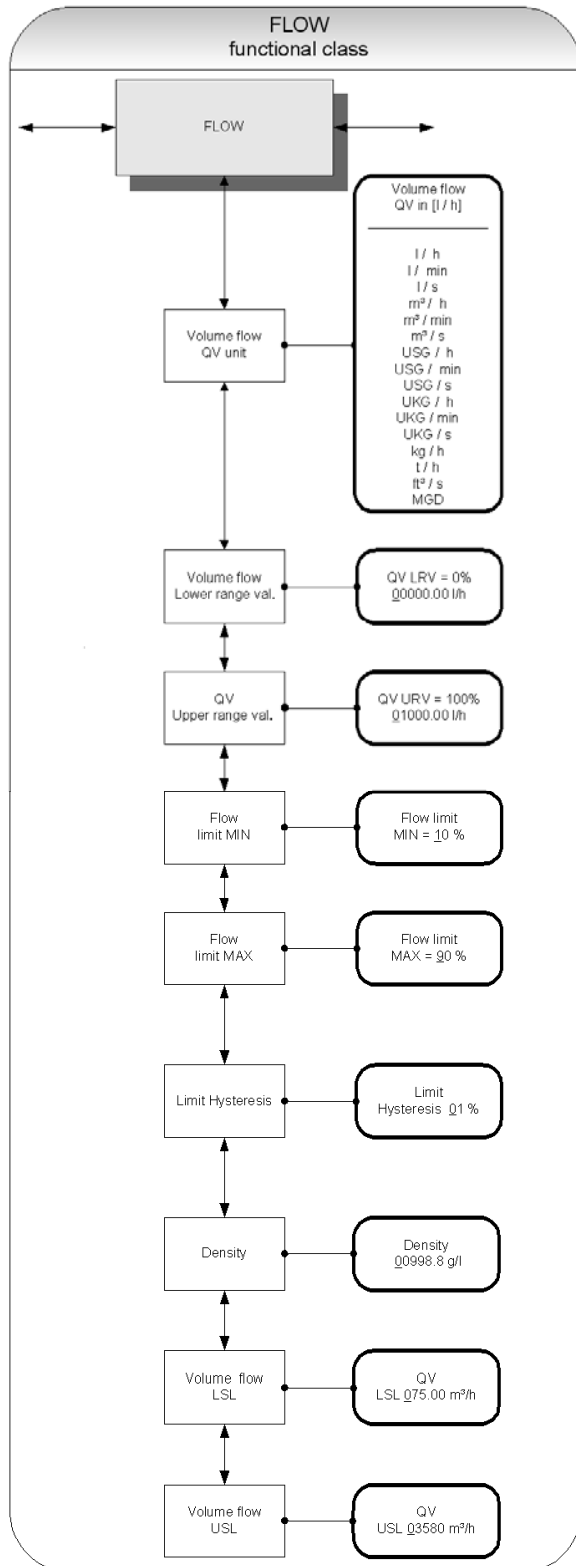 FLOW
functional class
FLOW
Volume flow
QV in [l / h]
l / h
l / min
l / s
m³ / h
m³ / min
m³ / s
USG / h
USG / min
USG / s
UKG / h
UKG / min
UKG / s
kg / h
t / h
ft³ / s
MGD
Volume flow
QV unit
Volume flow
Lower range val.
QV LRV = 0%
00000.00 l/h
QV
Upper range val.
QV URV = 100%
01000.00 l/h
Flow
limit MIN
Flow limit
MIN = 10 %
Flow
limit MAX
Flow limit
MAX = 90 %
Limit Hysteresis
Limit
Hysteresis 01 %
Density
Density
00998.8 g/l
Volume flow
LSL
QV
LSL 075.00 m³/h
Volume flow
USL
QV
USL 03580 m³/h